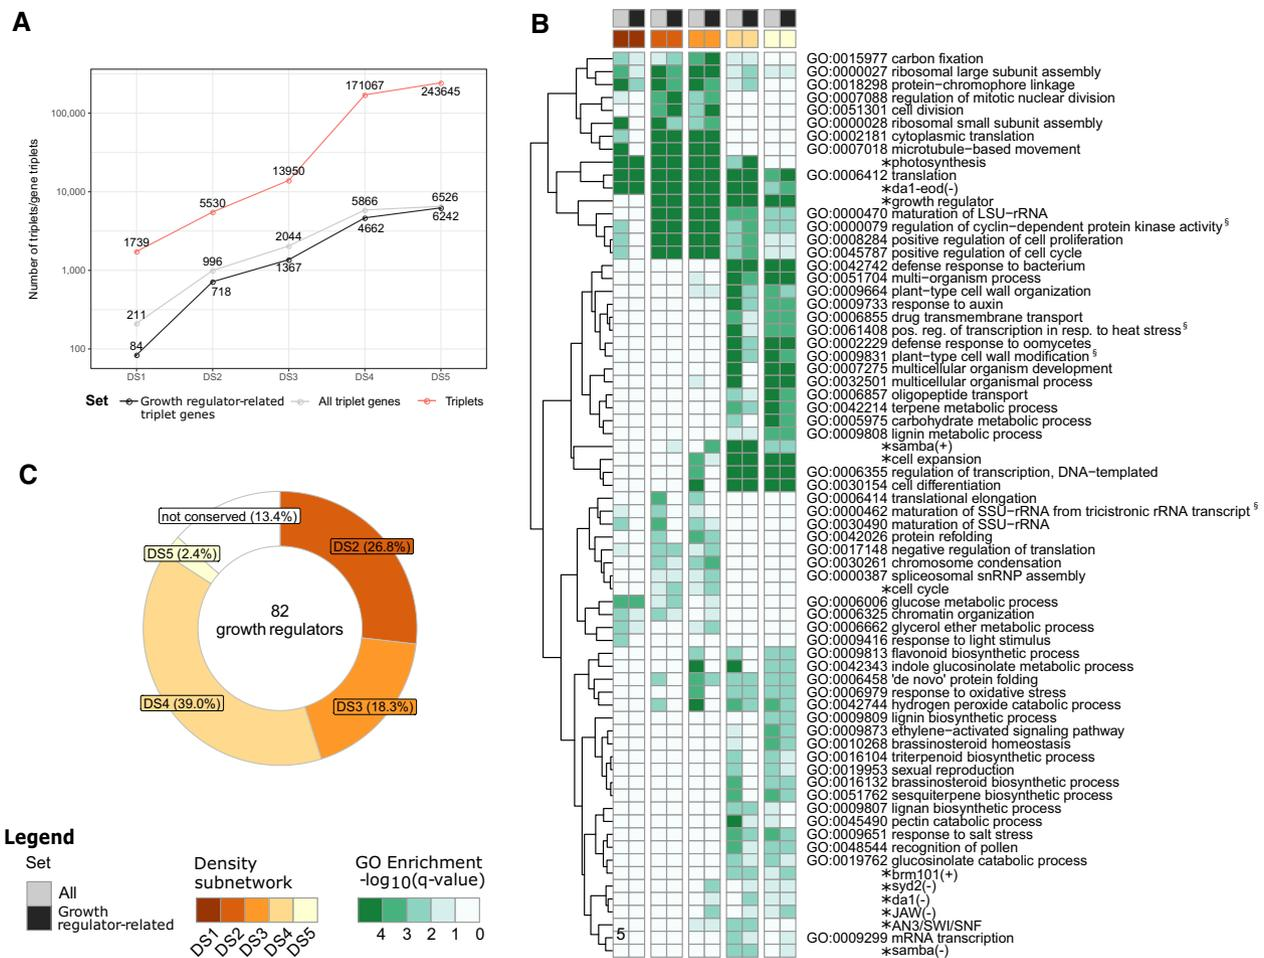 A
Number of triplets/gene triplets
100,000
10,000
1,000
100
1739
5530
13950
171067
243645
211
996
2044
5866
6526
84
718
1367
4662
6242
DS1 DS2 DS3 DS4 DS5
Set Growth regulator-related triplet genes All triplet genes Triplets
B
GO:0015977 carbon fixation
GO:0000027 ribosomal large subunit assembly
GO:0018298 protein−chromophore linkage
GO:0007088 regulation of mitotic nuclear division
GO:0051301 cell division
GO:0000028 ribosomal small subunit assembly
GO:0002181 cytoplasmic translation
GO:0007018 microtubule−based movement
*photosynthesis
GO:0006412 translation
*da1-eod(-)
*growth regulator
GO:0000470 maturation of LSU−rRNA
GO:0000079 regulation of cyclin−dependent protein kinase activity §
GO:0008284 positive regulation of cell proliferation
GO:0045787 positive regulation of cell cycle
GO:0042742 defense response to bacterium
GO:0051704 multi−organism process
GO:0009664 plant−type cell wall organization
GO:0009733 response to auxin
GO:0006855 drug transmembrane transport
GO:0061408 pos. reg. of transcription in resp. to heat stress §
GO:0002229 defense response to oomycetes
GO:0009831 plant−type cell wall modification §
GO:0007275 multicellular organism development
GO:0032501 multicellular organismal process
GO:0006857 oligopeptide transport
GO:0042214 terpene metabolic process
GO:0005975 carbohydrate metabolic process
GO:0009808 lignin metabolic process
*samba(+)
*cell expansion
GO:0006355 regulation of transcription, DNA−templated
GO:0030154 cell differentiation
GO:0006414 translational elongation
GO:0000462 maturation of SSU−rRNA from tricistronic rRNA transcript §
GO:0030490 maturation of SSU−rRNA
GO:0042026 protein refolding
GO:0017148 negative regulation of translation
GO:0030261 chromosome condensation
GO:0000387 spliceosomal snRNP assembly
*cell cycle
GO:0006006 glucose metabolic process
GO:0006325 chromatin organization
GO:0006662 glycerol ether metabolic process
GO:0009416 response to light stimulus
GO:0009813 flavonoid biosynthetic process
GO:0042343 indole glucosinolate metabolic process
GO:0006458 'de novo' protein folding
GO:0006979 response to oxidative stress
GO:0042744 hydrogen peroxide catabolic process
GO:0009809 lignin biosynthetic process
GO:0009873 ethylene−activated signaling pathway
GO:0010268 brassinosteroid homeostasis
GO:0016104 triterpenoid biosynthetic process
GO:0019953 sexual reproduction
GO:0016132 brassinosteroid biosynthetic process
GO:0051762 sesquiterpene biosynthetic process
GO:0009807 lignan biosynthetic process
GO:0045490 pectin catabolic process
GO:0009651 response to salt stress
GO:0048544 recognition of pollen
GO:0019762 glucosinolate catabolic process
*brm101(+)
*syd2(-)
*da1(-)
*JAW(-)
*AN3/SWI/SNF
GO:0009299 mRNA transcription
*samba(-)
5
C
not conserved (13.4%)
DS5 (2.4%)
DS2 (26.8%)
82
growth regulators
DS4 (39.0%)
DS3 (18.3%)
Legend
Set
All
Growth
regulator-related
Density
subnetwork
DS1 DS2 DS3 DS4 DS5
GO Enrichment
-log10(q-value)
4 3 2 1 0